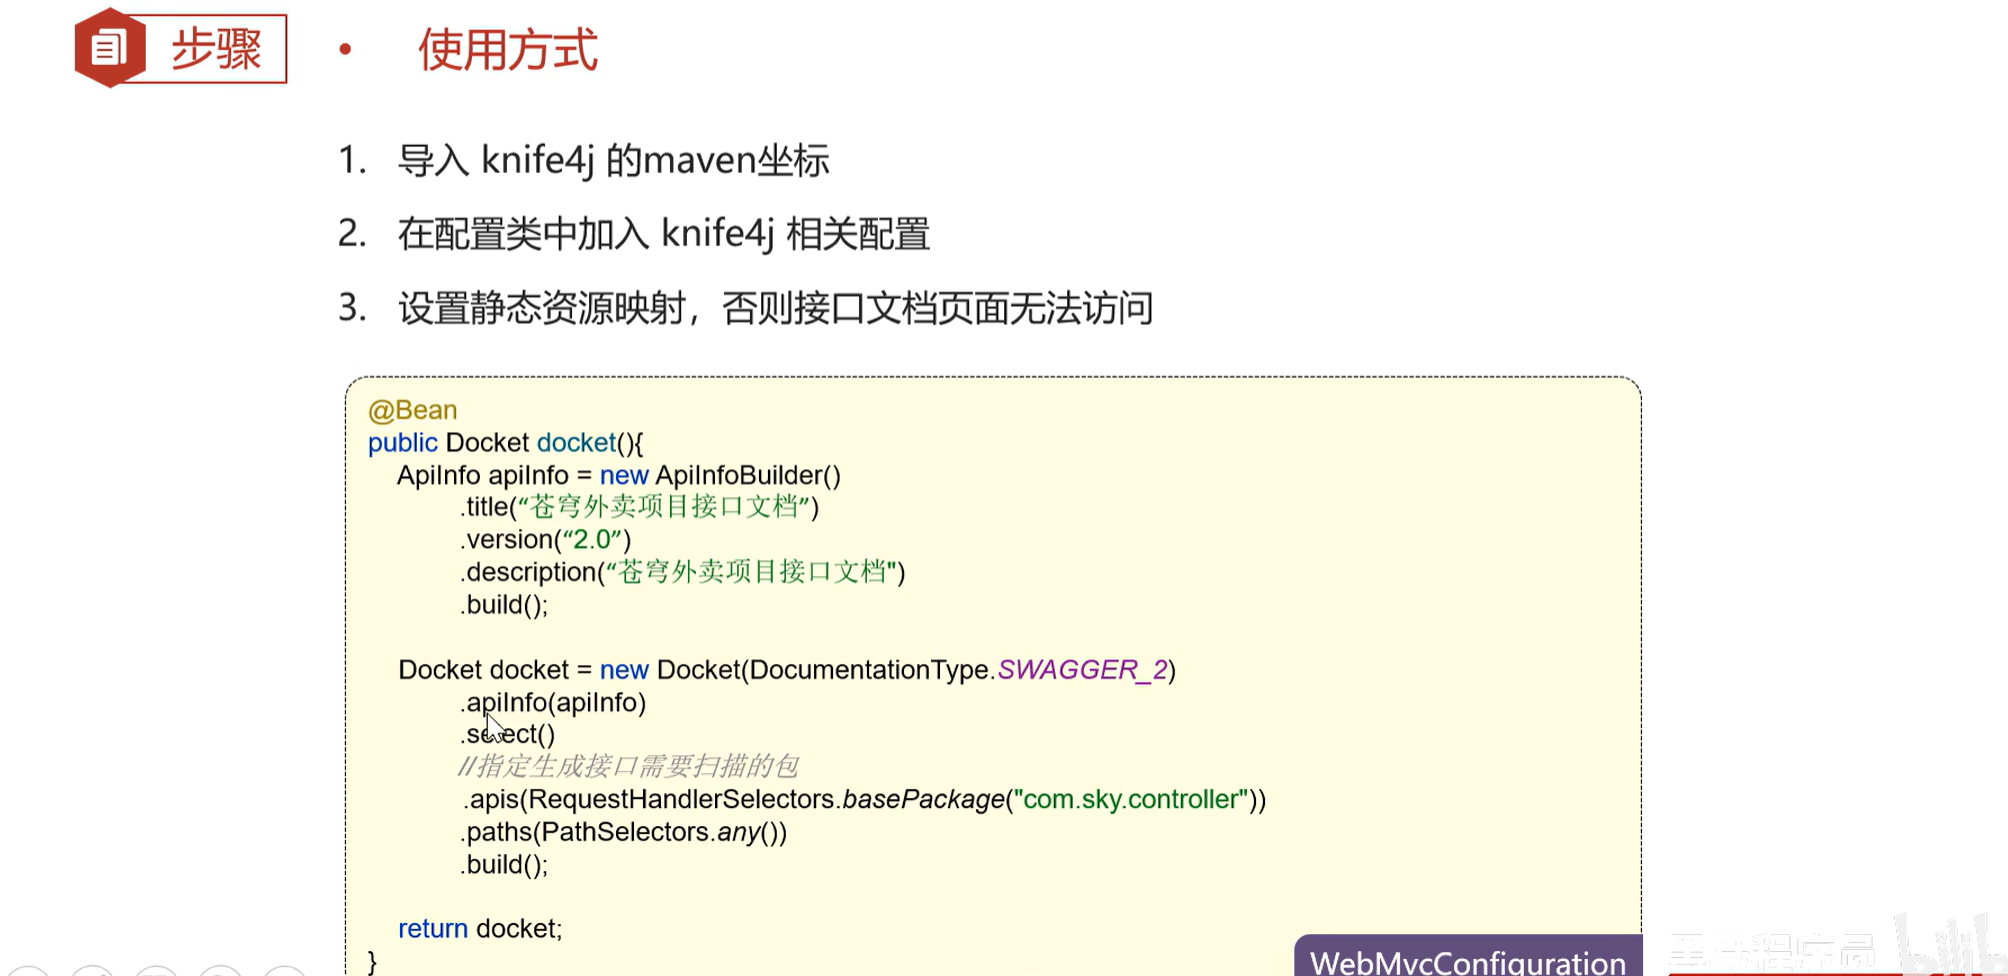 步骤
• 使用方式
1. 导入 knife4j 的maven坐标
2. 在配置类中加入 knife4j 相关配置
3. 设置静态资源映射，否则接口文档页面无法访问
@Bean
public Docket docket(){
ApiInfo apiInfo = new ApiInfoBuilder()
.title(“苍穹外卖项目接口文档”)
.version(“2.0”)
.description(“苍穹外卖项目接口文档")
.build();
Docket docket = new Docket(DocumentationType.SWAGGER_2)
.apiInfo(apiInfo)
.select()
//指定生成接口需要扫描的包
.apis(RequestHandlerSelectors.basePackage("com.sky.controller"))
.paths(PathSelectors.any())
.build();
return docket;
}
WebMvcConfiguration